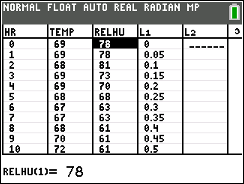 NORMAL FLOAT AUTO REAL RADIAN MP
HR TEMP RELHU L1 L2 3
0 69 78 0 ------
1 69 78 0.05
2 68 81 0.1
3 69 73 0.15
4 69 70 0.2
5 68 68 0.25
6 67 63 0.3
7 67 63 0.35
8 68 61 0.4
9 70 61 0.45
10 72 61 0.5
RELHU(1)= 78